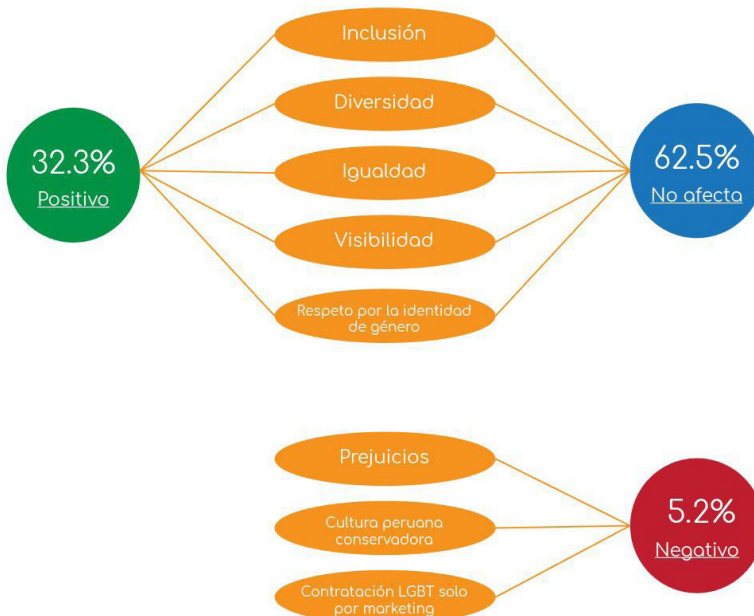 Inclusión
Diversidad
32.3%
Positivo
Igualdad
62.5%
No afecta
Visibilidad
Respeto por la identidad
de género
Prejuicios
Cultura peruana
conservadora
5.2%
Negativo
Contratación LGBT solo
por marketing